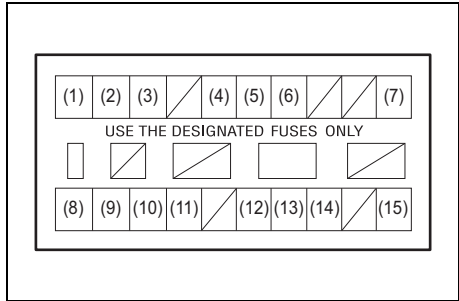 (1) (2) (3) (4) (5) (6) (7)
USE THE DESIGNATED FUSES ONLY
(8) (9) (10) (11) (12) (13) (14) (15)